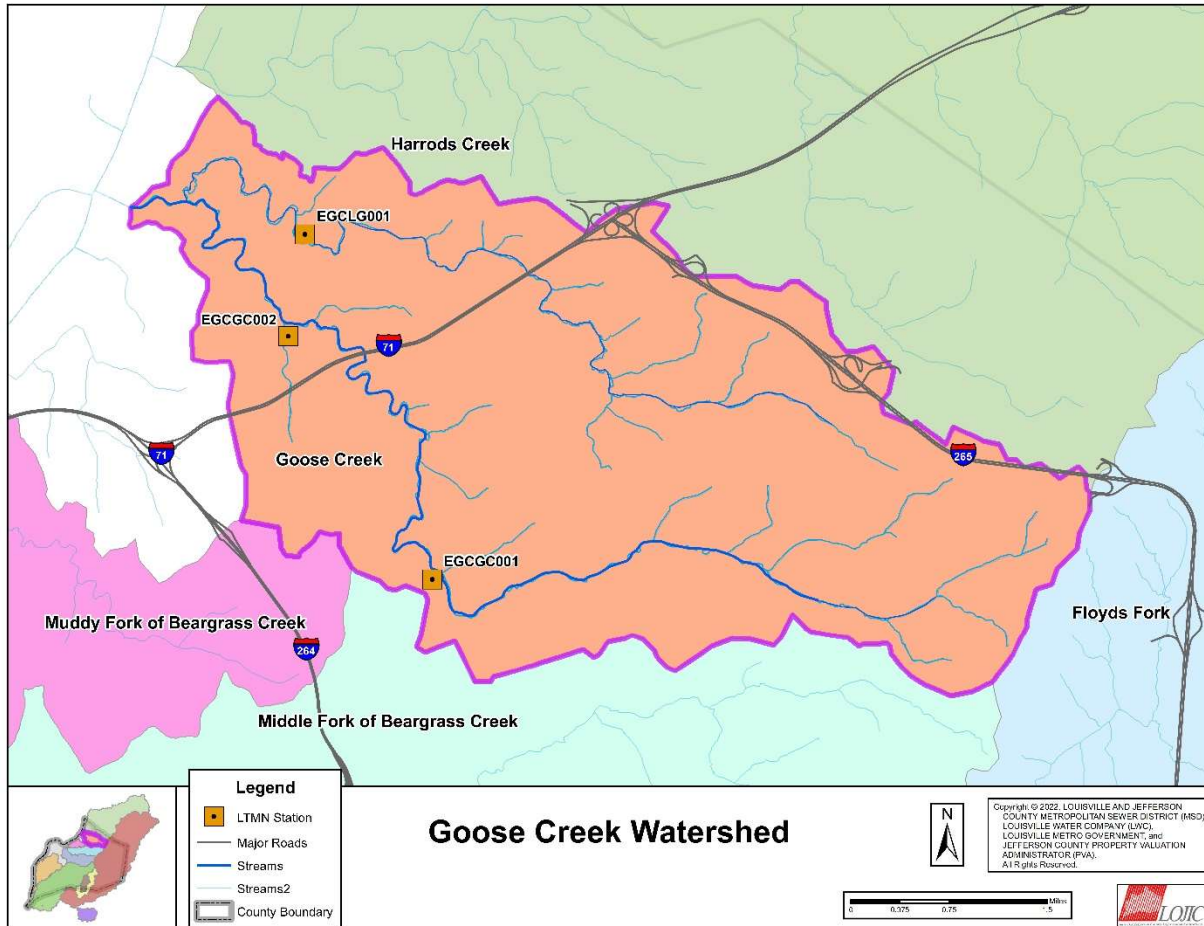 Harrods Creek
EGCLG001
EGCGC002
71
71
Goose Creek
265
EGCGC001
Floyds Fork
Muddy Fork of Beargrass Creek
264
Middle Fork of Beargrass Creek
Legend
LTMN Station
Major Roads
Streams
Streams2
County Boundary
Goose Creek Watershed
N
Copyright © 2022, LOUISVILLE AND JEFFERSON
COUNTY METROPOLITAN SEWER DISTRICT (MSD),
LOUISVILLE WATER COMPANY (LWC),
LOUISVILLE METRO GOVERNMENT, and
JEFFERSON COUNTY PROPERTY VALUATION
ADMINISTRATOR (PVA).
All Rights Reserved.
Miles
0 0.375 0.75 1.5
LOJIC